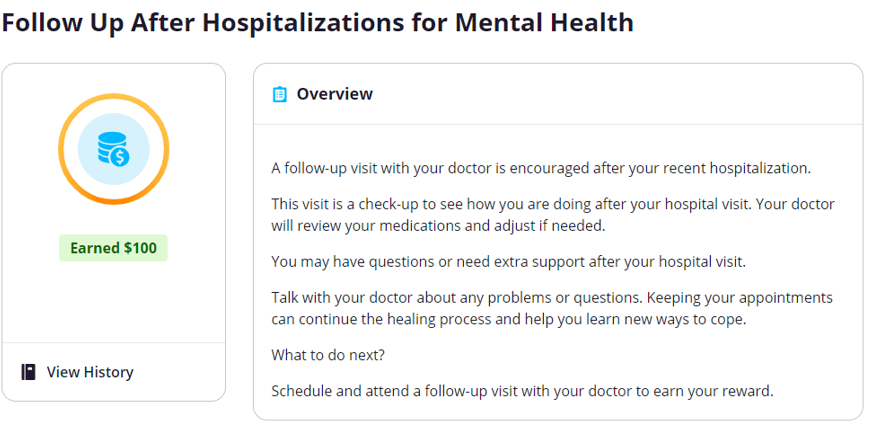 Follow Up After Hospitalizations for Mental Health
Earned $100
View History
Overview
A follow-up visit with your doctor is encouraged after your recent hospitalization.
This visit is a check-up to see how you are doing after your hospital visit. Your doctor
will review your medications and adjust if needed.
You may have questions or need extra support after your hospital visit.
Talk with your doctor about any problems or questions. Keeping your appointments
can continue the healing process and help you learn new ways to cope.
What to do next?
Schedule and attend a follow-up visit with your doctor to earn your reward.